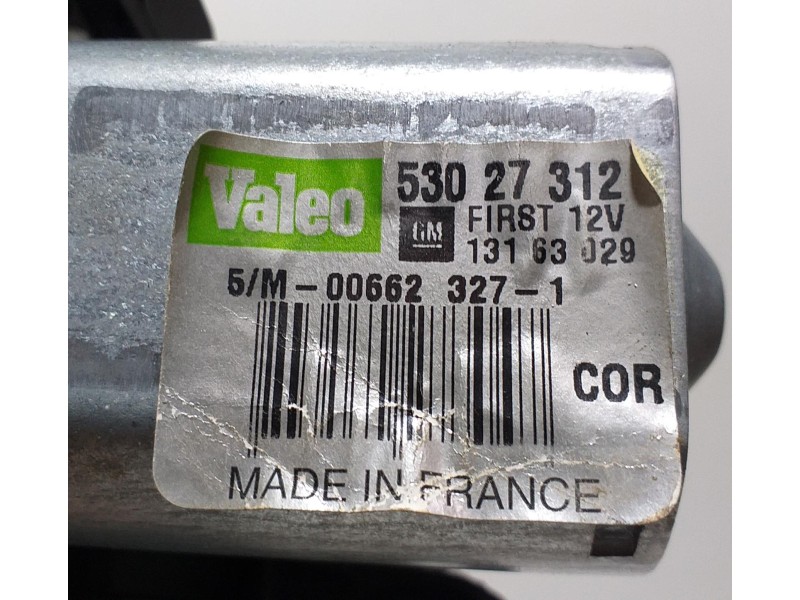 Valeo 530 27 312
GM FIRST 12V
131 63 029
5/M-00662 327-1
COR
MADE IN FRANCE